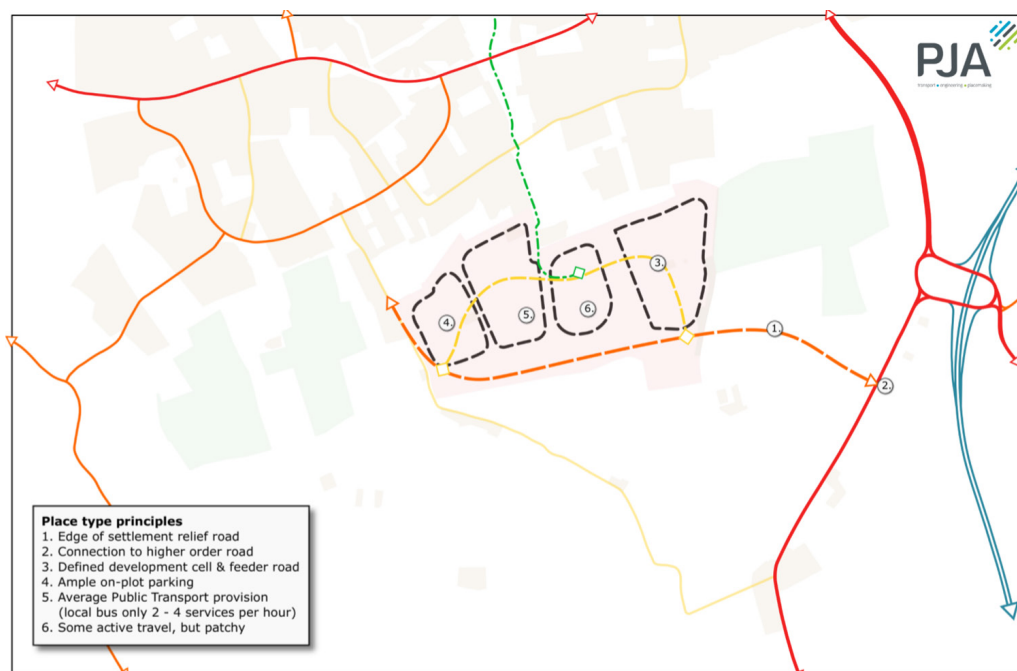 PJA
transport • engineering • placemaking
3.
4.
5.
6.
1.
2.
Place type principles
1. Edge of settlement relief road
2. Connection to higher order road
3. Defined development cell & feeder road
4. Ample on-plot parking
5. Average Public Transport provision
(local bus only 2 - 4 services per hour)
6. Some active travel, but patchy